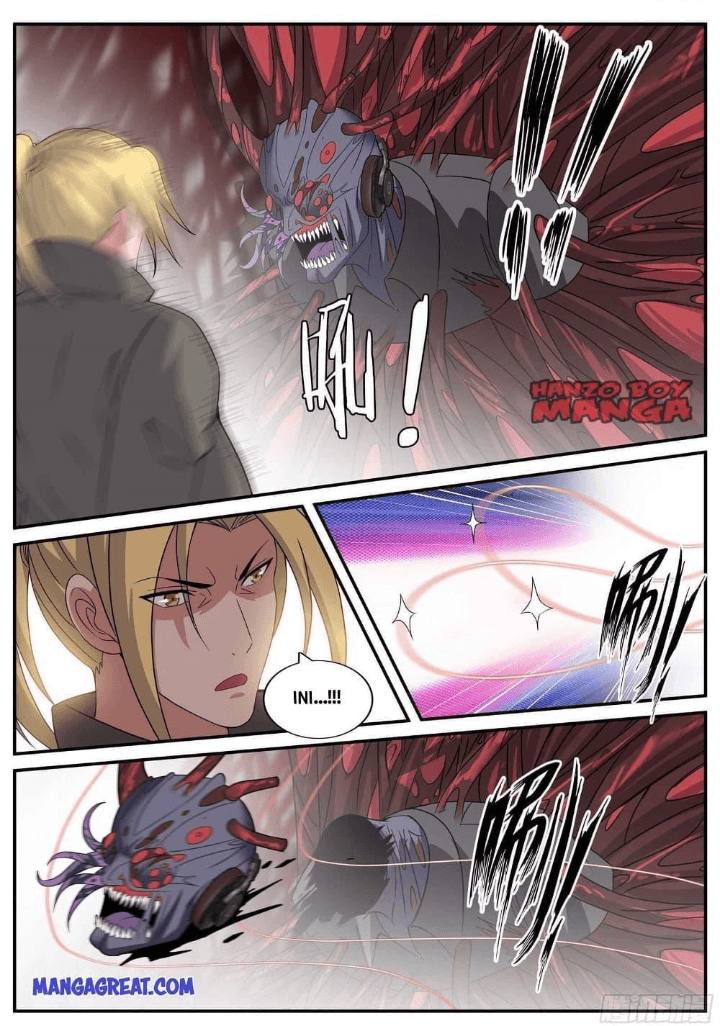 吼！
HANZO BOY
MANGA
INI...!!!
唰
唰
MANGAGREAT.COM